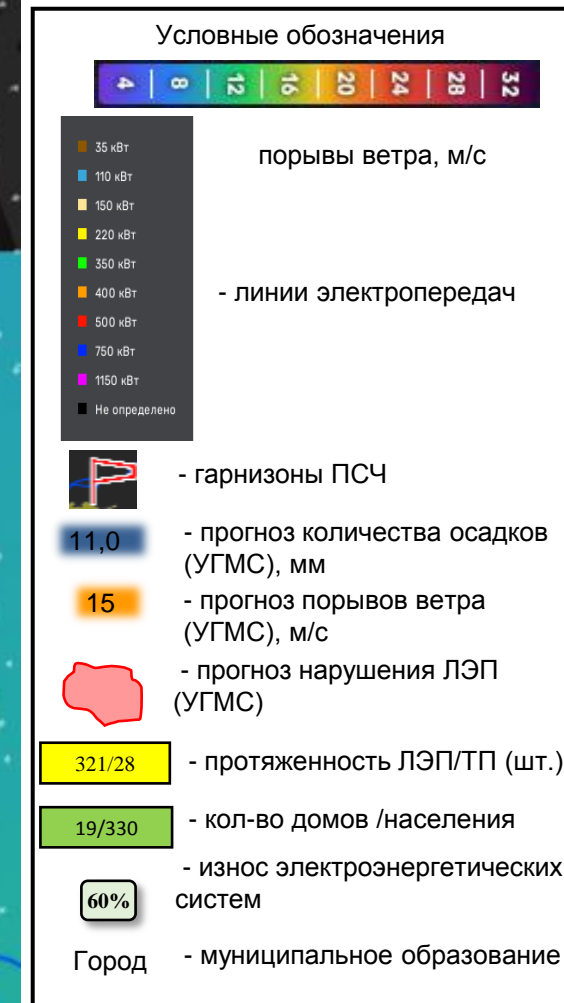 Условные обозначения
4 8 12 16 20 24 28 32
порывы ветра, м/с
35 кВт
110 кВт
150 кВт
220 кВт
350 кВт
400 кВт
500 кВт
750 кВт
1150 кВт
Не определено
- линии электропередач
- гарнизоны ПСЧ
11,0
- прогноз количества осадков
(УГМС), мм
15
- прогноз порывов ветра
(УГМС), м/с
- прогноз нарушения ЛЭП
(УГМС)
321/28
- протяженность ЛЭП/ТП (шт.)
19/330
- кол-во домов /населения
60%
- износ электроэнергетических
систем
Город
- муниципальное образование